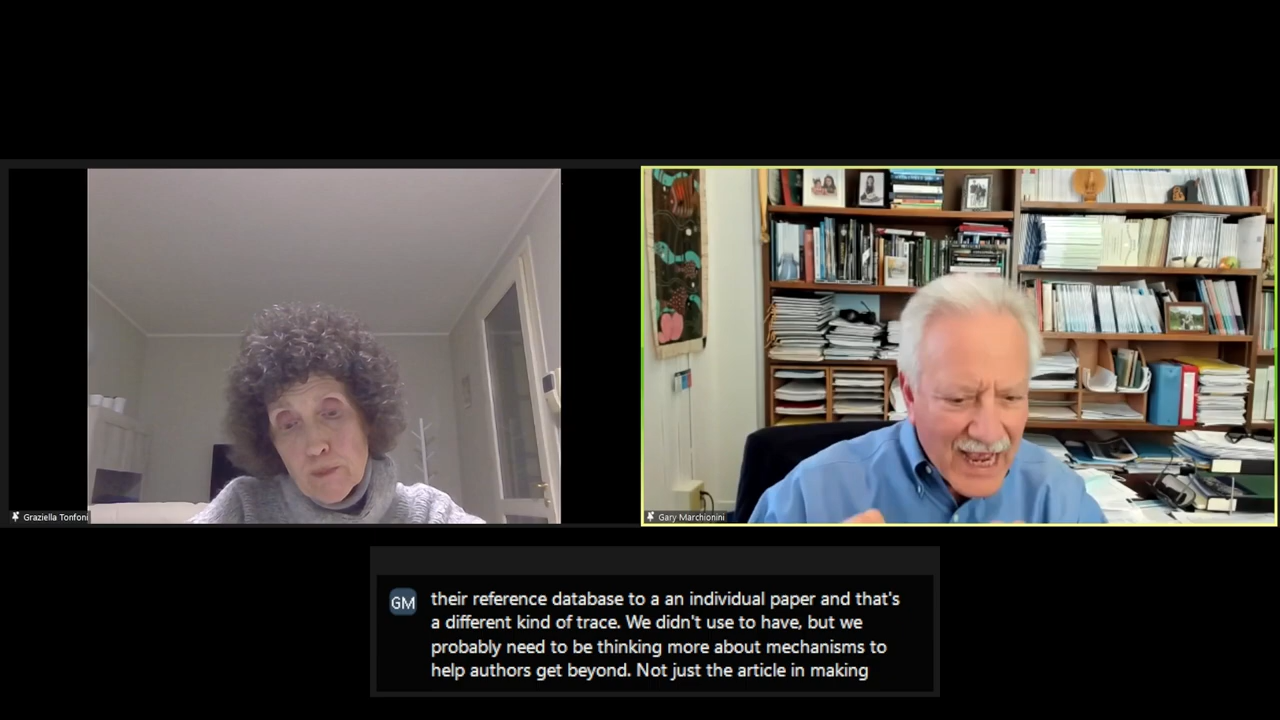 Graziella Tonfoni
Gary Marchionini
GM
their reference database to a an individual paper and that's
a different kind of trace. We didn't use to have, but we
probably need to be thinking more about mechanisms to
help authors get beyond. Not just the article in making